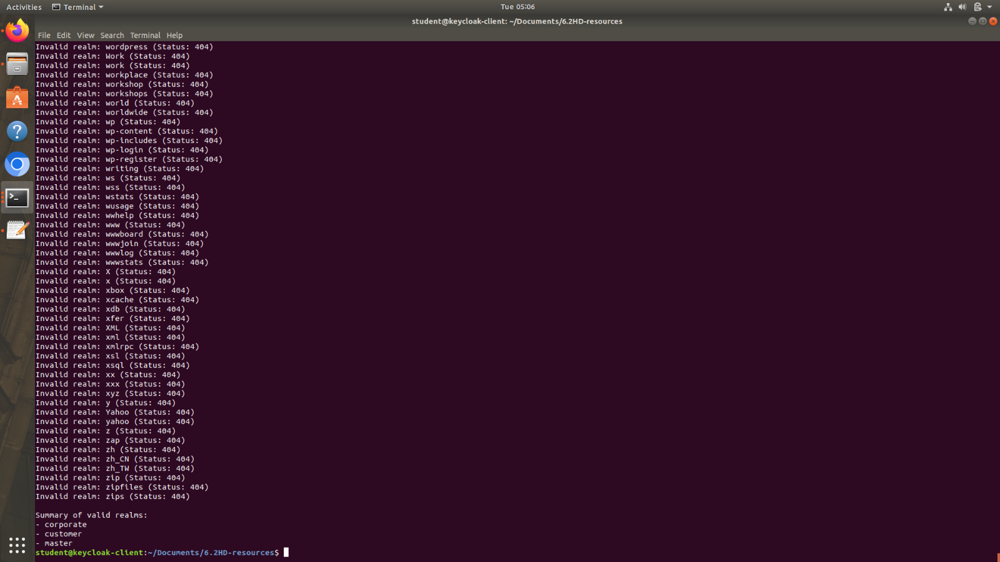 Activities Terminal Tue 05:06
student@keycloak-client: ~/Documents/6.2HD-resources
File Edit View Search Terminal Help
Invalid realm: wordpress (Status: 404)
Invalid realm: Work (Status: 404)
Invalid realm: work (Status: 404)
Invalid realm: workplace (Status: 404)
Invalid realm: workshop (Status: 404)
Invalid realm: workshops (Status: 404)
Invalid realm: world (Status: 404)
Invalid realm: worldwide (Status: 404)
Invalid realm: wp (Status: 404)
Invalid realm: wp-content (Status: 404)
Invalid realm: wp-includes (Status: 404)
Invalid realm: wp-login (Status: 404)
Invalid realm: wp-register (Status: 404)
Invalid realm: writing (Status: 404)
Invalid realm: ws (Status: 404)
Invalid realm: wss (Status: 404)
Invalid realm: wstats (Status: 404)
Invalid realm: wusage (Status: 404)
Invalid realm: wwhelp (Status: 404)
Invalid realm: www (Status: 404)
Invalid realm: wwwboard (Status: 404)
Invalid realm: wwwjoin (Status: 404)
Invalid realm: wwwlog (Status: 404)
Invalid realm: wwwstats (Status: 404)
Invalid realm: X (Status: 404)
Invalid realm: x (Status: 404)
Invalid realm: xbox (Status: 404)
Invalid realm: xcache (Status: 404)
Invalid realm: xdb (Status: 404)
Invalid realm: xfer (Status: 404)
Invalid realm: XML (Status: 404)
Invalid realm: xml (Status: 404)
Invalid realm: xmlrpc (Status: 404)
Invalid realm: xsl (Status: 404)
Invalid realm: xsql (Status: 404)
Invalid realm: xx (Status: 404)
Invalid realm: xxx (Status: 404)
Invalid realm: xyz (Status: 404)
Invalid realm: y (Status: 404)
Invalid realm: Yahoo (Status: 404)
Invalid realm: yahoo (Status: 404)
Invalid realm: z (Status: 404)
Invalid realm: zap (Status: 404)
Invalid realm: zh (Status: 404)
Invalid realm: zh_CN (Status: 404)
Invalid realm: zh_TW (Status: 404)
Invalid realm: zip (Status: 404)
Invalid realm: zipfiles (Status: 404)
Invalid realm: zips (Status: 404)
Summary of valid realms:
- corporate
- customer
- master
student@keycloak-client:~/Documents/6.2HD-resources$